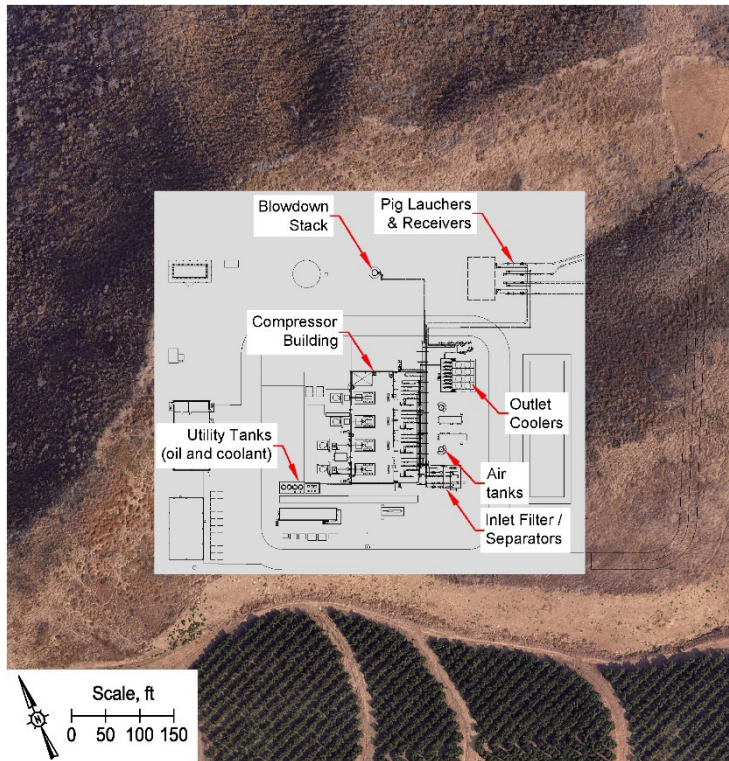 Blowdown
Stack
Pig Lauchers
& Receivers
Compressor
Building
Outlet
Coolers
Utility Tanks
(oil and coolant)
Air
tanks
Inlet Filter /
Separators
N
Scale, ft
0 50 100 150